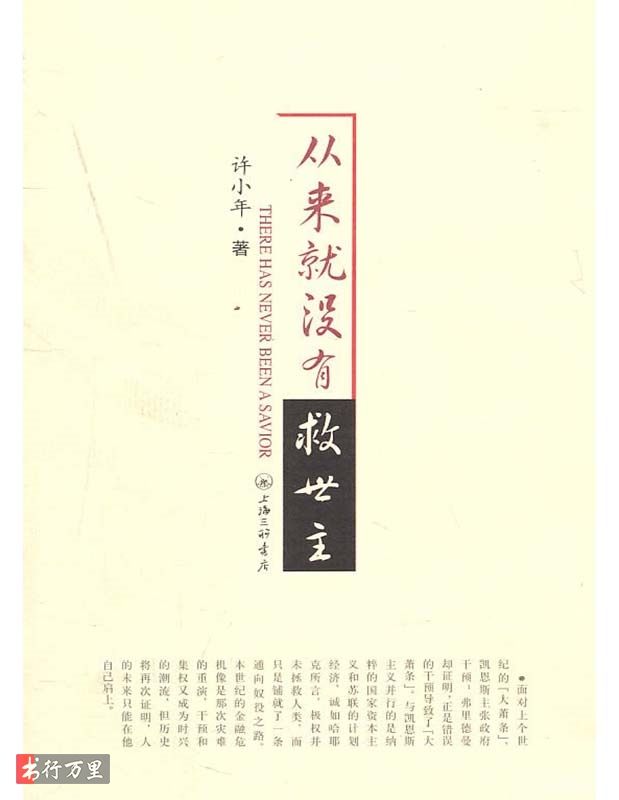 从来就没有
救世主
许小年·著
THERE HAS NEVER BEEN A SAVIOR
上海三联书店
●面对上个世
纪的『大萧条』，
凯恩斯主张政府
干预；弗里德曼
却证明，正是错误
的干预导致了『大
萧条』。与凯恩斯
主义并行的是纳
粹的国家资本主
义和苏联的计划
经济，诚如哈耶
克所言，极权并
未拯救人类，而
只是铺就了一条
通向奴役之路。
本世纪的金融危
机像是那次灾难
的重演，干预和
集权又成为时兴
的潮流，但历史
将再次证明，人
的未来只能在他
自己肩上。
书行万里